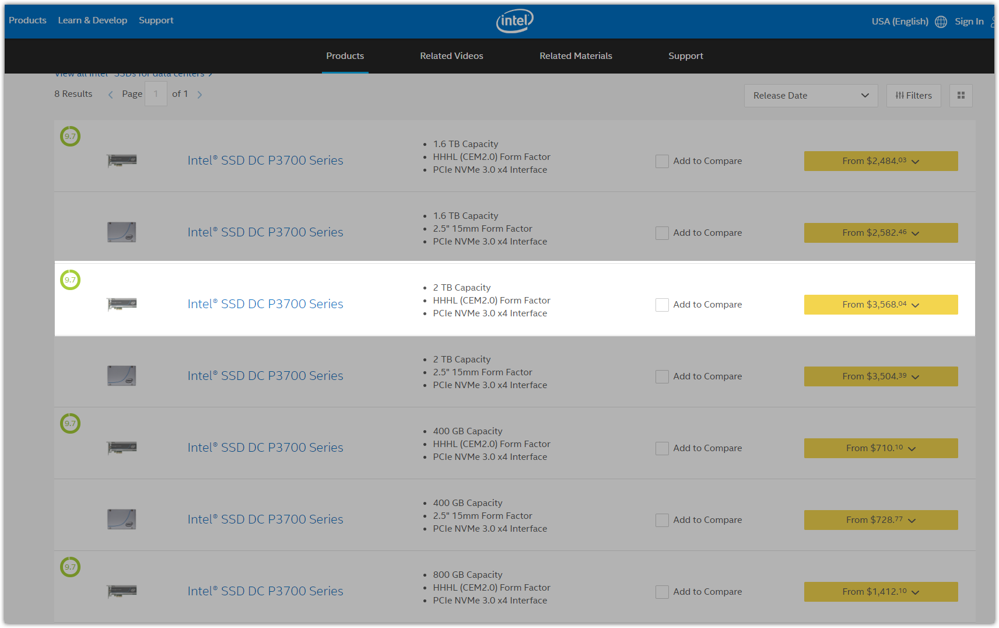 Products Learn & Develop Support intel USA (English) Sign In
Products Related Videos Related Materials Support
View all Intel® SSDs for data centers >
8 Results < Page 1 of 1 > Release Date Filters
9.7
Intel® SSD DC P3700 Series
• 1.6 TB Capacity
• HHHL (CEM2.0) Form Factor
• PCIe NVMe 3.0 x4 Interface
Add to Compare
From $2,484.03
Intel® SSD DC P3700 Series
• 1.6 TB Capacity
• 2.5" 15mm Form Factor
• PCIe NVMe 3.0 x4 Interface
Add to Compare
From $2,582.46
9.7
Intel® SSD DC P3700 Series
• 2 TB Capacity
• HHHL (CEM2.0) Form Factor
• PCIe NVMe 3.0 x4 Interface
Add to Compare
From $3,568.04
Intel® SSD DC P3700 Series
• 2 TB Capacity
• 2.5" 15mm Form Factor
• PCIe NVMe 3.0 x4 Interface
Add to Compare
From $3,504.39
9.7
Intel® SSD DC P3700 Series
• 400 GB Capacity
• HHHL (CEM2.0) Form Factor
• PCIe NVMe 3.0 x4 Interface
Add to Compare
From $710.10
Intel® SSD DC P3700 Series
• 400 GB Capacity
• 2.5" 15mm Form Factor
• PCIe NVMe 3.0 x4 Interface
Add to Compare
From $728.77
9.7
Intel® SSD DC P3700 Series
• 800 GB Capacity
• HHHL (CEM2.0) Form Factor
• PCIe NVMe 3.0 x4 Interface
Add to Compare
From $1,412.10